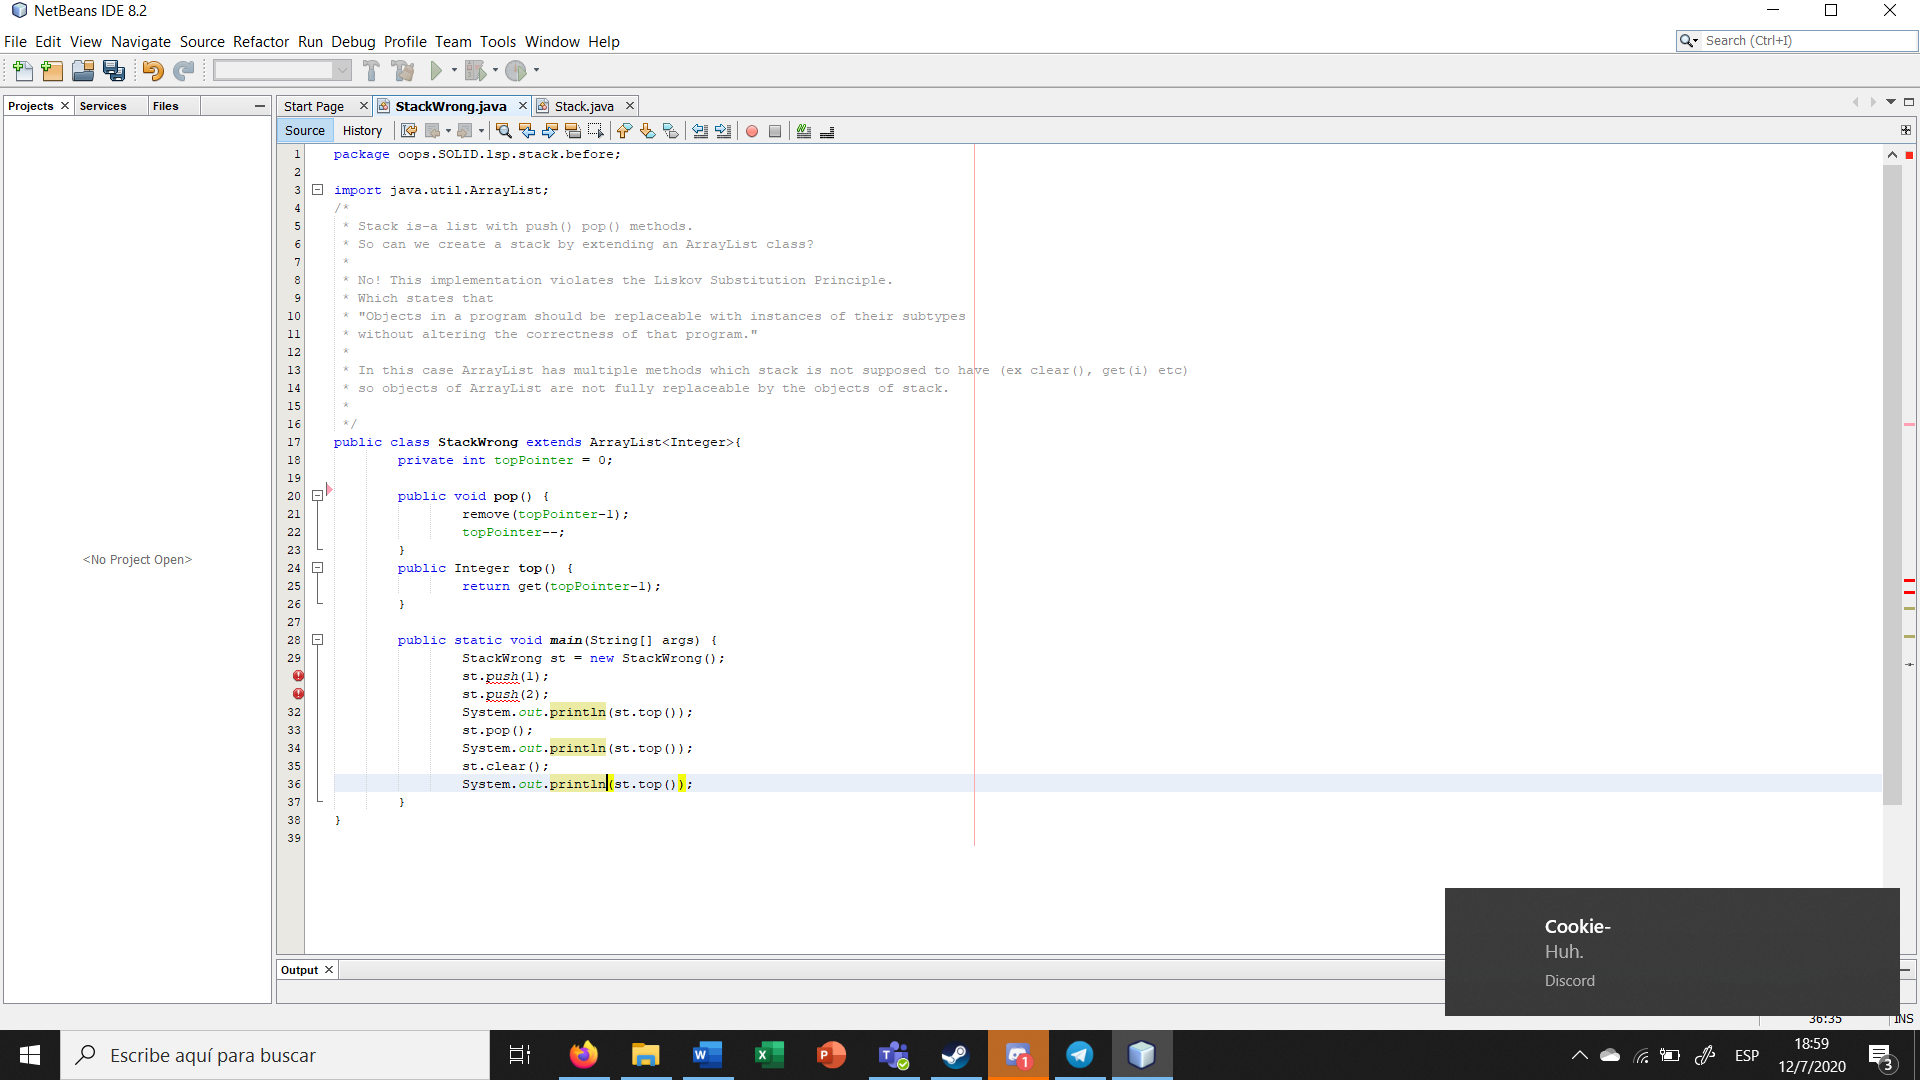 NetBeans IDE 8.2
File Edit View Navigate Source Refactor Run Debug Profile Team Tools Window Help
Search (Ctrl+I)
Projects Services Files
Start Page StackWrong.java Stack.java
Source History
<No Project Open>
1 package oops.SOLID.lsp.stack.before;
2
3 import java.util.ArrayList;
4 /*
5 * Stack is-a list with push() pop() methods.
6 * So can we create a stack by extending an ArrayList class?
7 *
8 * No! This implementation violates the Liskov Substitution Principle.
9 * Which states that
10 * "Objects in a program should be replaceable with instances of their subtypes
11 * without altering the correctness of that program."
12 *
13 * In this case ArrayList has multiple methods which stack is not supposed to have (ex clear(), get(i) etc)
14 * so objects of ArrayList are not fully replaceable by the objects of stack.
15 *
16 */
17 public class StackWrong extends ArrayList<Integer>{
18 private int topPointer = 0;
19
20 public void pop() {
21 remove(topPointer-1);
22 topPointer--;
23 }
24 public Integer top() {
25 return get(topPointer-1);
26 }
27
28 public static void main(String[] args) {
29 StackWrong st = new StackWrong();
st.push(1);
st.push(2);
32 System.out.println(st.top());
33 st.pop();
34 System.out.println(st.top());
35 st.clear();
36 System.out.println(st.top());
37 }
38 }
39
Output
Cookie-
Huh.
Discord
36:35 INS
Escribe aquí para buscar
1
ESP
18:59
12/7/2020
3